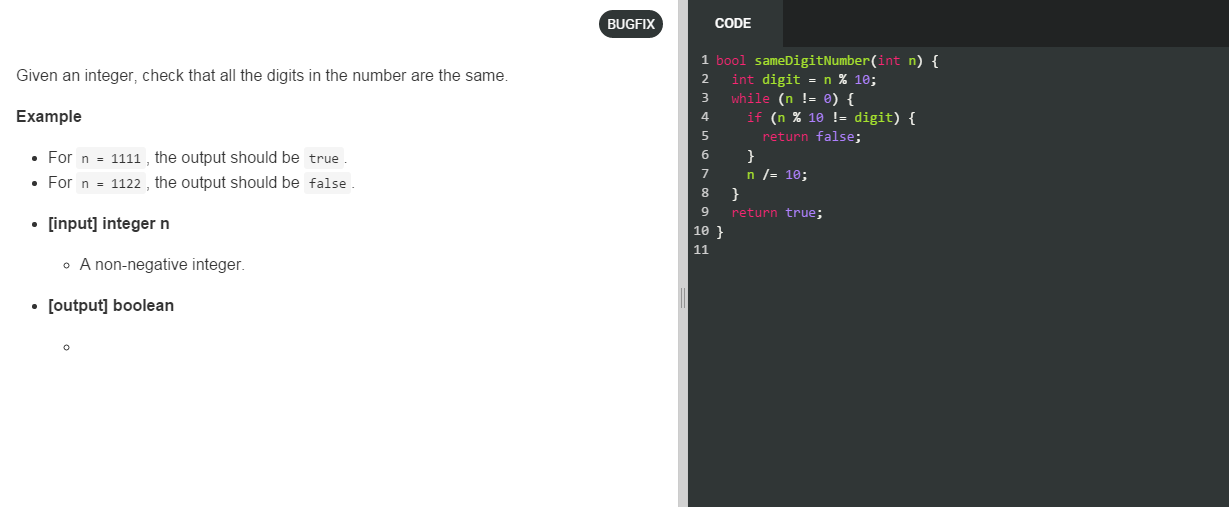 BUGFIX
Given an integer, check that all the digits in the number are the same.
Example
For n = 1111 , the output should be true .
For n = 1122 , the output should be false .
[input] integer n
A non-negative integer.
[output] boolean
CODE
1 bool sameDigitNumber(int n) {
2   int digit = n % 10;
3   while (n != 0) {
4     if (n % 10 != digit) {
5       return false;
6     }
7     n /= 10;
8   }
9   return true;
10 }
11